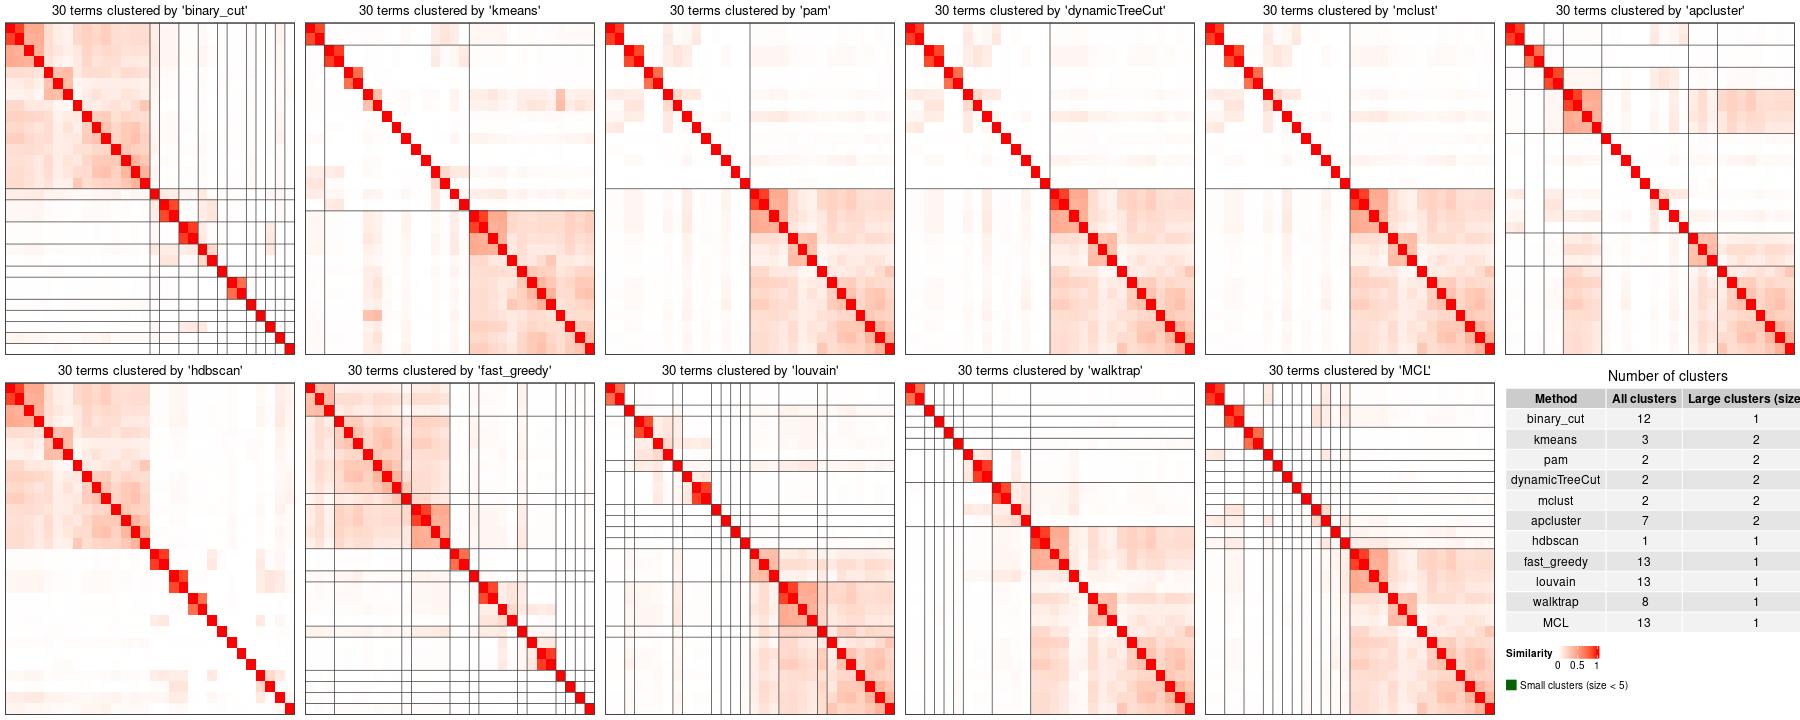 30 terms clustered by 'binary_cut'
30 terms clustered by 'kmeans'
30 terms clustered by 'pam'
30 terms clustered by 'dynamicTreeCut'
30 terms clustered by 'mclust'
30 terms clustered by 'apcluster'
30 terms clustered by 'hdbscan'
30 terms clustered by 'fast_greedy'
30 terms clustered by 'louvain'
30 terms clustered by 'walktrap'
30 terms clustered by 'MCL'
Number of clusters
Method All clusters Large clusters (size
binary_cut 12 1
kmeans 3 2
pam 2 2
dynamicTreeCut 2 2
mclust 2 2
apcluster 7 2
hdbscan 1 1
fast_greedy 13 1
louvain 13 1
walktrap 8 1
MCL 13 1
Similarity
0 0.5 1
Small clusters (size < 5)